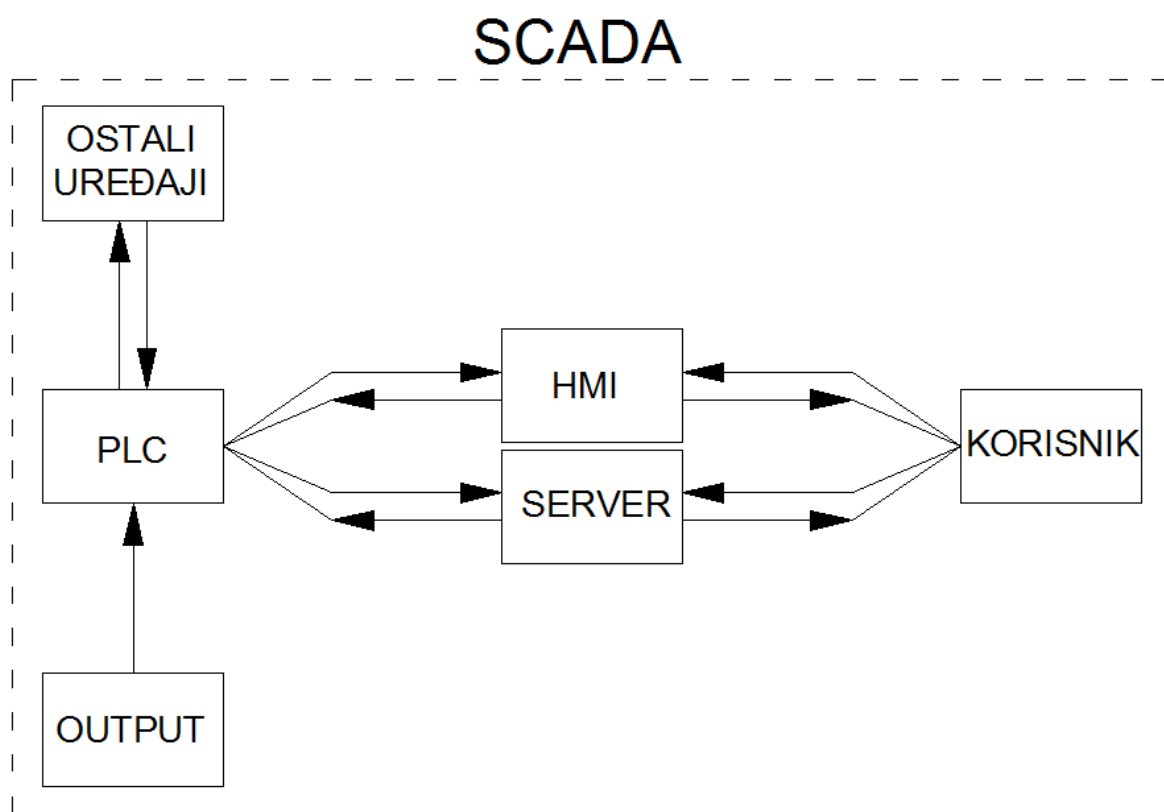 SCADA
OSTALI
UREĐAJI
HMI
PLC
KORISNIK
SERVER
OUTPUT